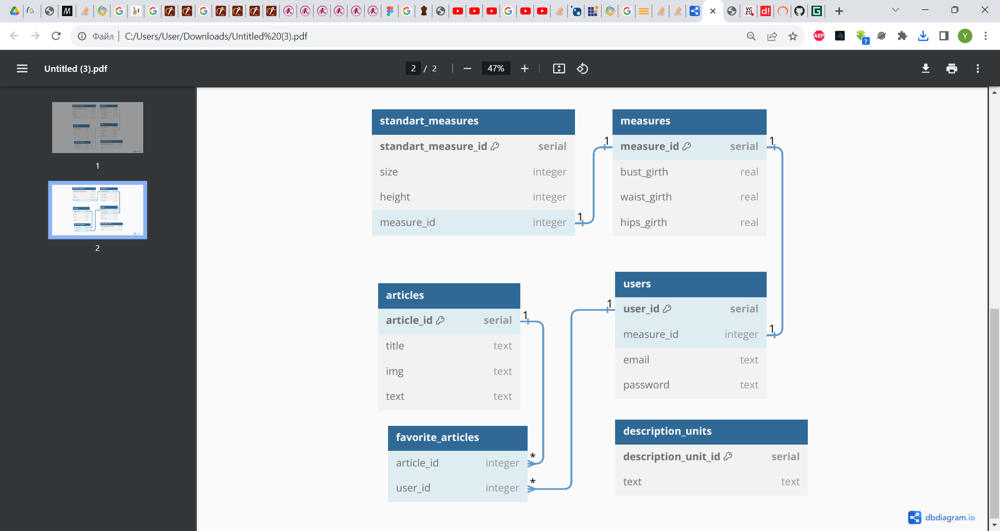 Файл
C:/Users/User/Downloads/Untitled%20(3).pdf
ABP
?
Y
Untitled (3).pdf
2 / 2
47%
1
2
standart_measures
standart_measure_id serial
size integer
height integer
measure_id integer
1
1
measures
measure_id serial
bust_girth real
waist_girth real
hips_girth real
1
1
articles
article_id serial
title text
img text
text text
1
*
users
user_id serial
measure_id integer
email text
password text
1
*
favorite_articles
article_id integer
user_id integer
description_units
description_unit_id serial
text text
dbdiagram.io